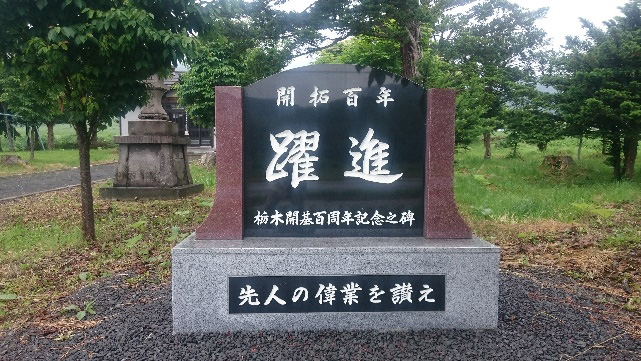 開拓百年
躍進
栃木開基百周年記念之碑
先人の偉業を讃え